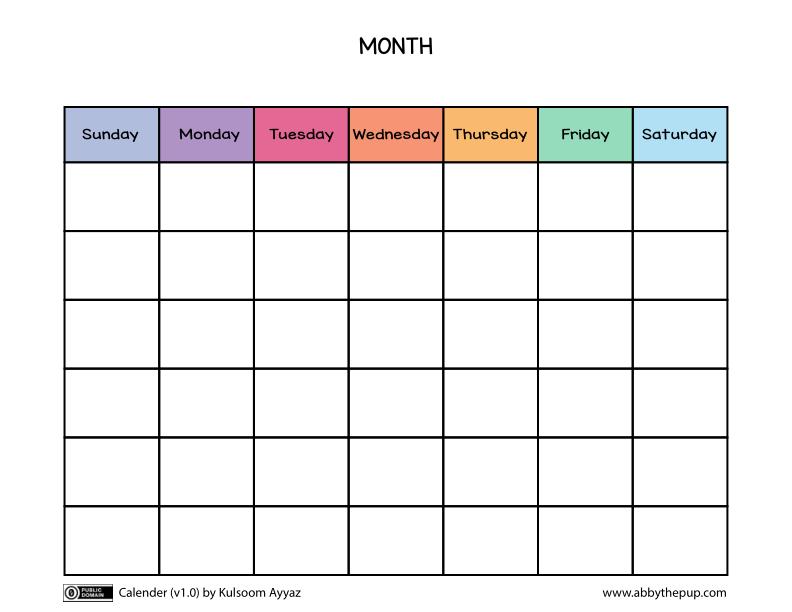 MONTH
Sunday Monday Tuesday Wednesday Thursday Friday Saturday
PUBLIC
DOMAIN
Calender (v1.0) by Kulsoom Ayyaz
www.abbythepup.com